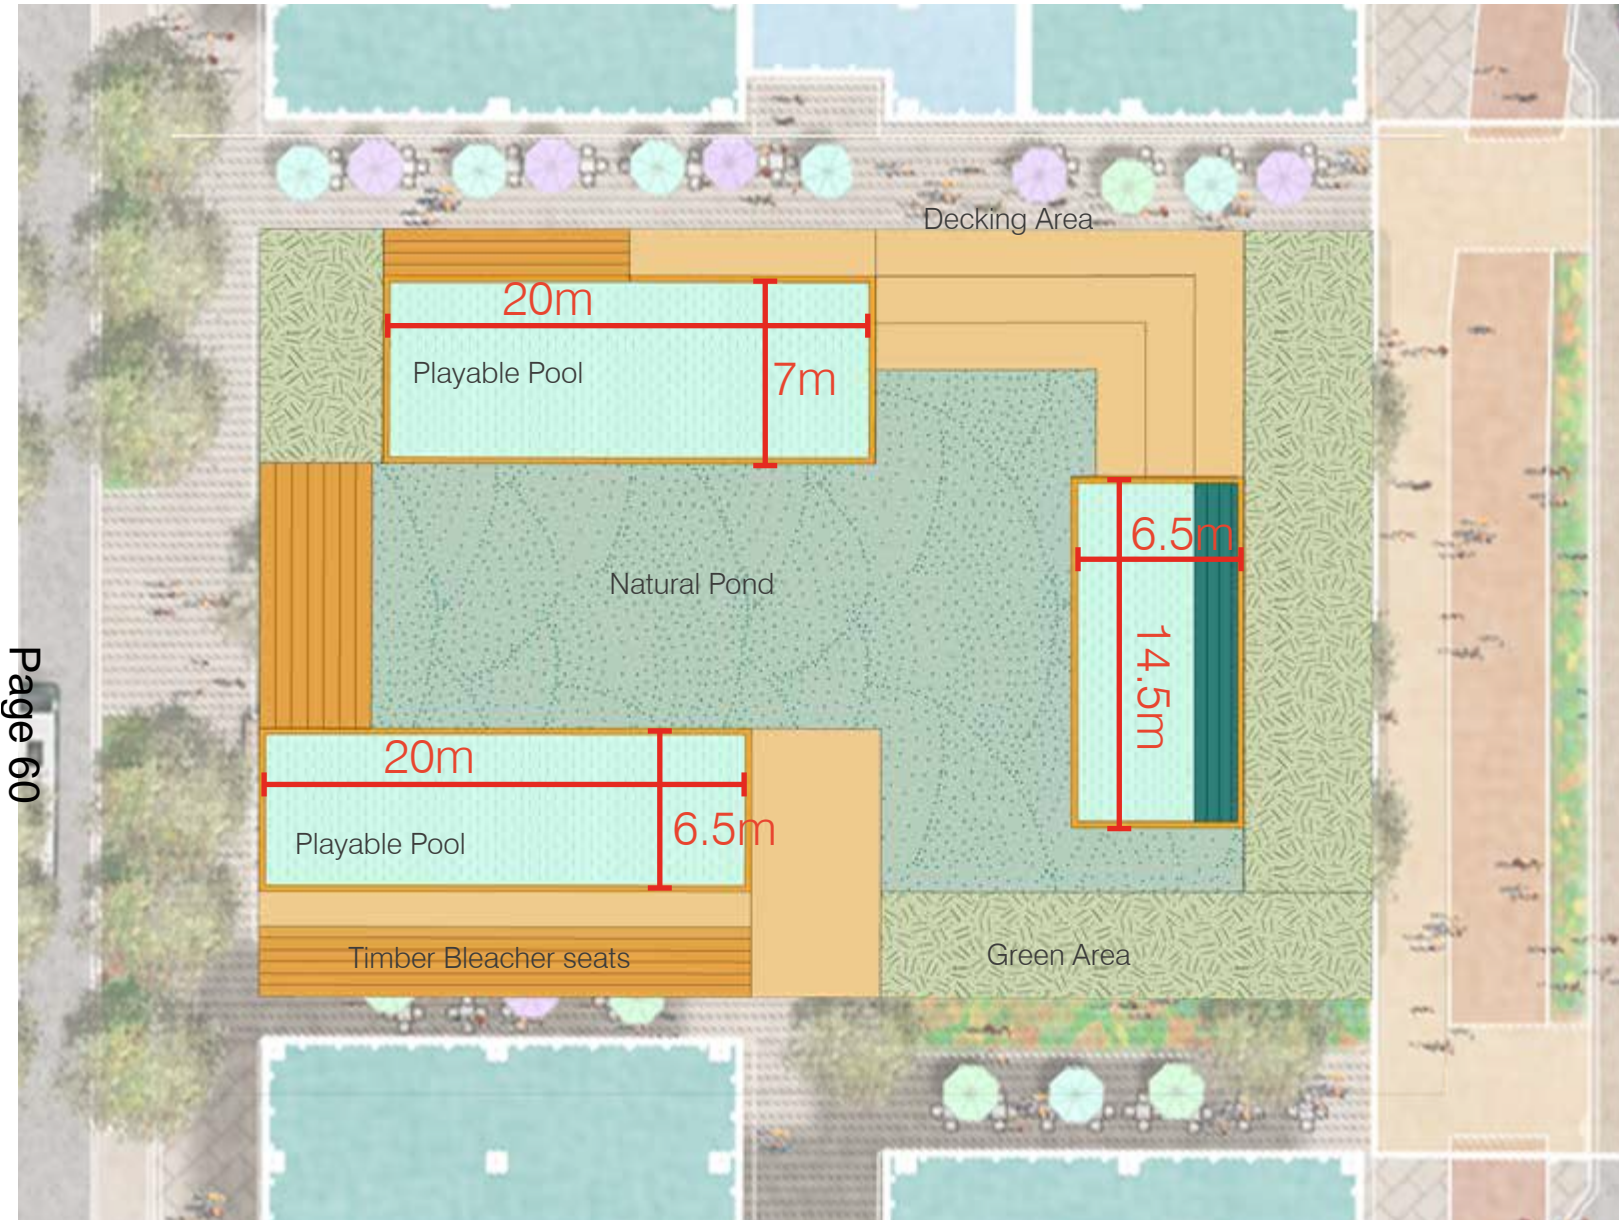 Decking Area
20m
Playable Pool
7m
6.5m
Natural Pond
14.5m
20m
6.5m
Playable Pool
Timber Bleacher seats
Green Area
Page 60